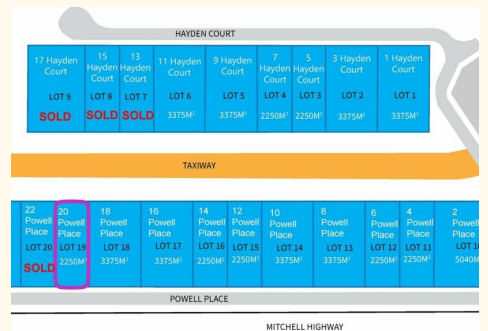 HAYDEN COURT
17 Hayden
Court
LOT 9
SOLD
15
Hayden
Court
LOT 8
SOLD
13
Hayden
Court
LOT 7
SOLD
11 Hayden
Court
LOT 6
3375M²
9 Hayden
Court
LOT 5
3375M²
7
Hayden
Court
LOT 4
2250M²
5
Hayden
Court
LOT 3
2250M²
3 Hayden
Court
LOT 2
3375M²
1 Hayden
Court
LOT 1
3375M²
TAXIWAY
22
Powell
Place
LOT 20
SOLD
20
Powell
Place
LOT 19
2250M²
18
Powell
Place
LOT 18
3375M²
16
Powell
Place
LOT 17
3375M²
14
Powell
Place
LOT 16
2250M²
12
Powell
Place
LOT 15
2250M²
10
Powell
Place
LOT 14
3375M²
8
Powell
Place
LOT 13
3375M²
6
Powell
Place
LOT 12
2250M²
4
Powell
Place
LOT 11
2250M²
2
Powell
Place
LOT 10
5040M
POWELL PLACE
MITCHELL HIGHWAY